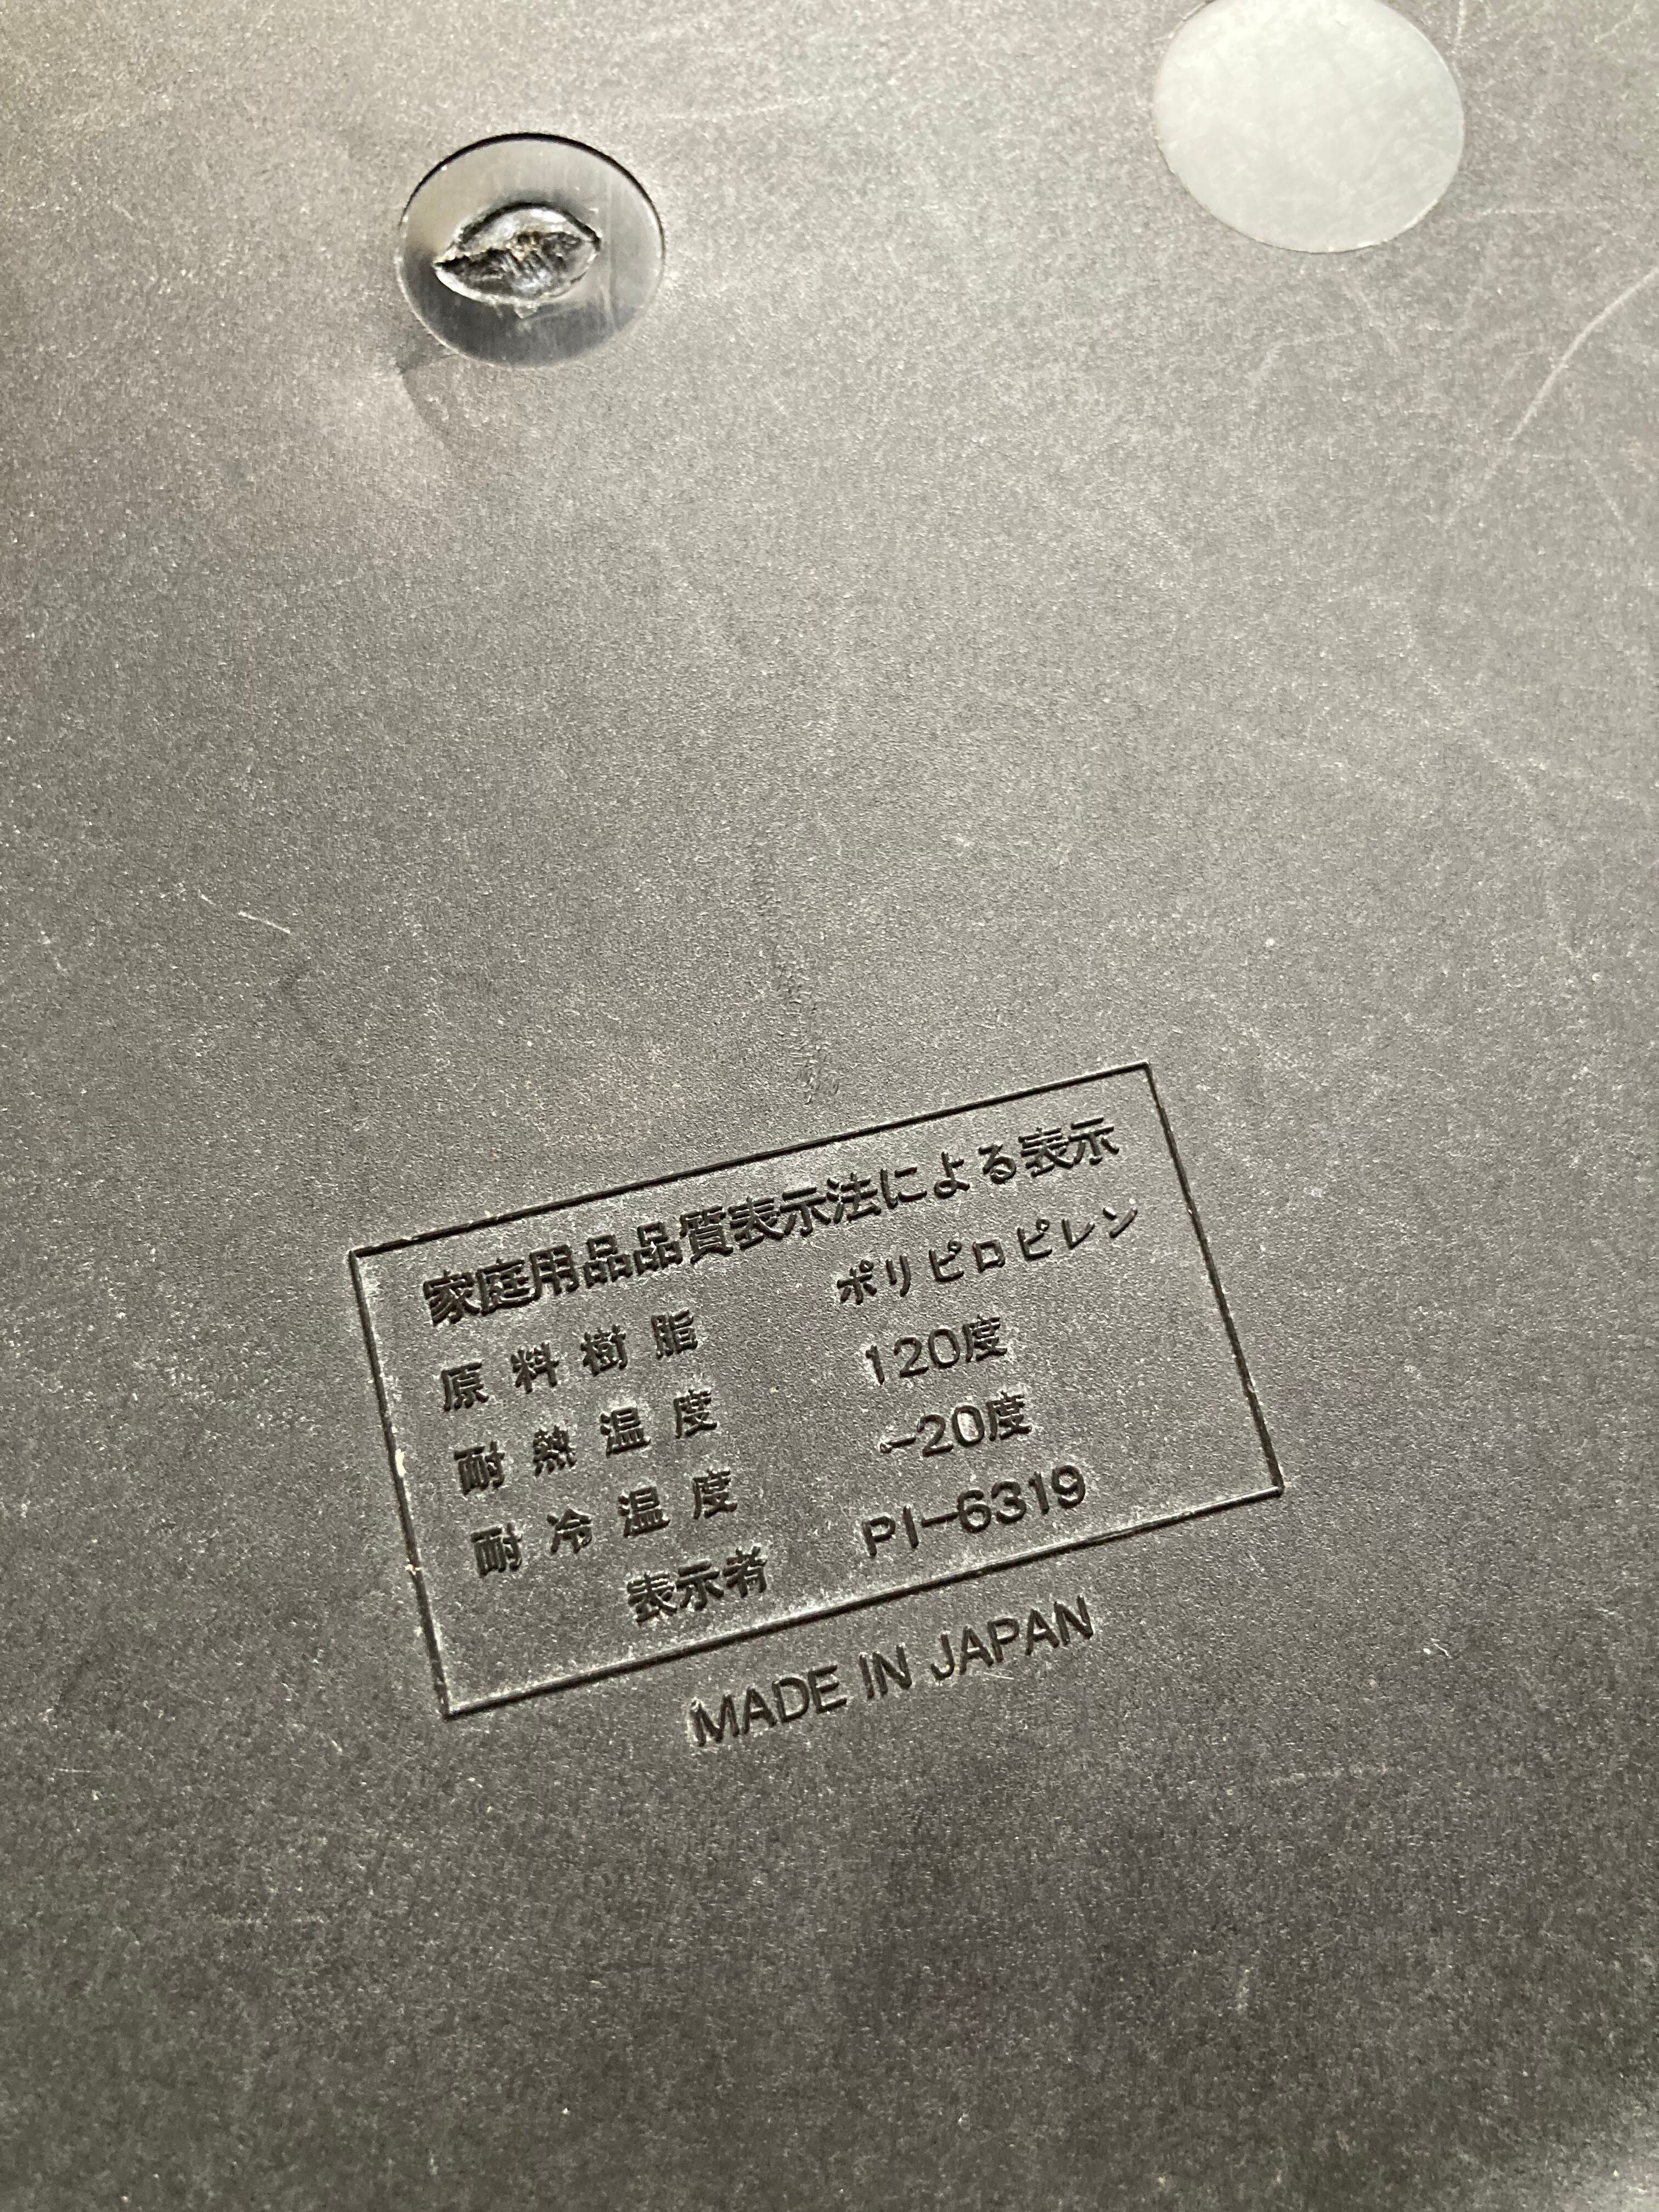 家庭用品品質表示法による表示
原料樹脂 ポリピロピレン
耐熱温度 120度
耐冷温度 -20度
表示者 PI-6319
MADE IN JAPAN